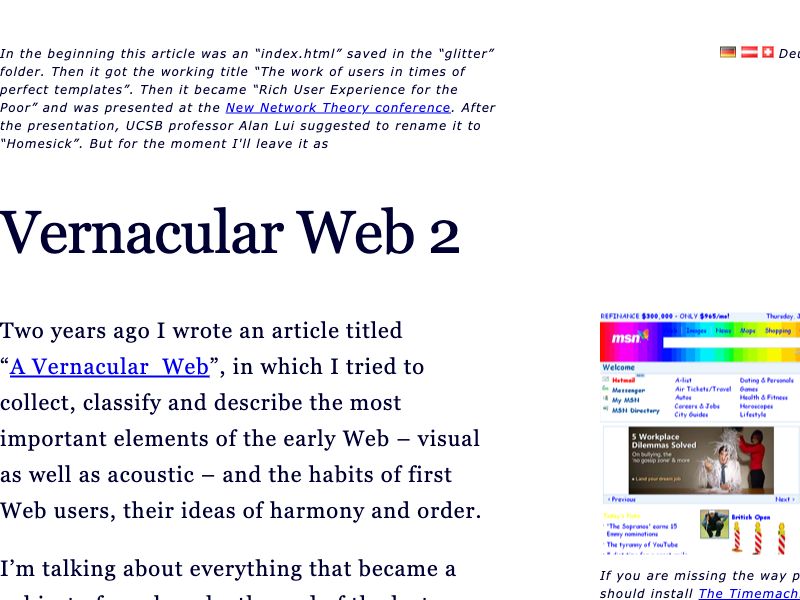 In the beginning this article was an “index.html” saved in the “glitter”
folder. Then it got the working title “The work of users in times of
perfect templates”. Then it became “Rich User Experience for the
Poor” and was presented at the New Network Theory conference. After
the presentation, UCSB professor Alan Lui suggested to rename it to
“Homesick”. But for the moment I'll leave it as
Vernacular Web 2
Two years ago I wrote an article titled
“A Vernacular Web”, in which I tried to
collect, classify and describe the most
important elements of the early Web – visual
as well as acoustic – and the habits of first
Web users, their ideas of harmony and order.
I’m talking about everything that became a
REFINANCE $300,000 - ONLY $965/mo! Thursday, J
msn Web Images News Maps Shopping
Welcome
Hotmail
Messenger
My MSN
MSN Directory
A-list
Air Tickets/Travel
Autos
Careers & Jobs
City Guides
Dating & Personals
Games
Health & Fitness
Horoscopes
Lifestyle
5 Workplace
Dilemmas Solved
On bullying, the
'no gossip zone' & more
Land your dream job
‹ Previous Next ›
Today's Picks
'The Sopranos' earns 15
Emmy nominations
The tyranny of YouTube
British Open
If you are missing the way p
should install The Timemach